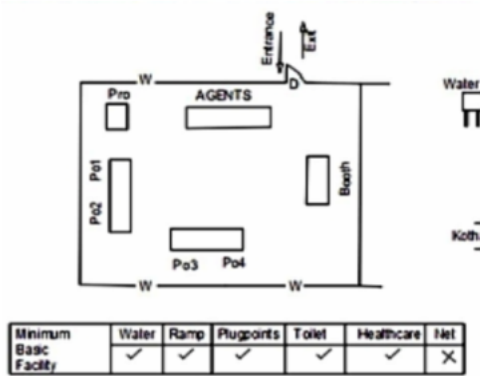 Entrance
Exit
W
D
Pro
AGENTS
Water
Po1
Po2
Booth
Po3
Po4
W
W
Minimum Basic Facility
Water
Ramp
Plugpoints
Toilet
Healthcare
Net
✓ ✓ ✓ ✓ ✓ X